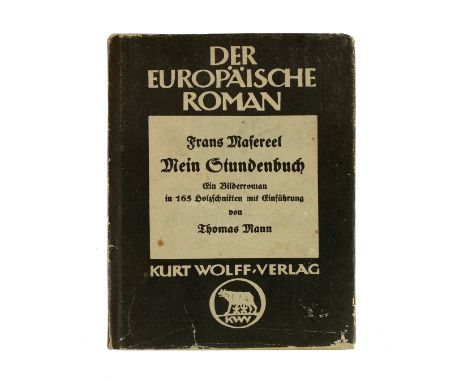 DER
EUROPÄISCHE
ROMAN
Frans Masereel
Mein Stundenbuch
Ein Bilderroman
in 165 Holzschnitten mit Einführung
von
Thomas Mann
KURT WOLFF·VERLAG
KWV